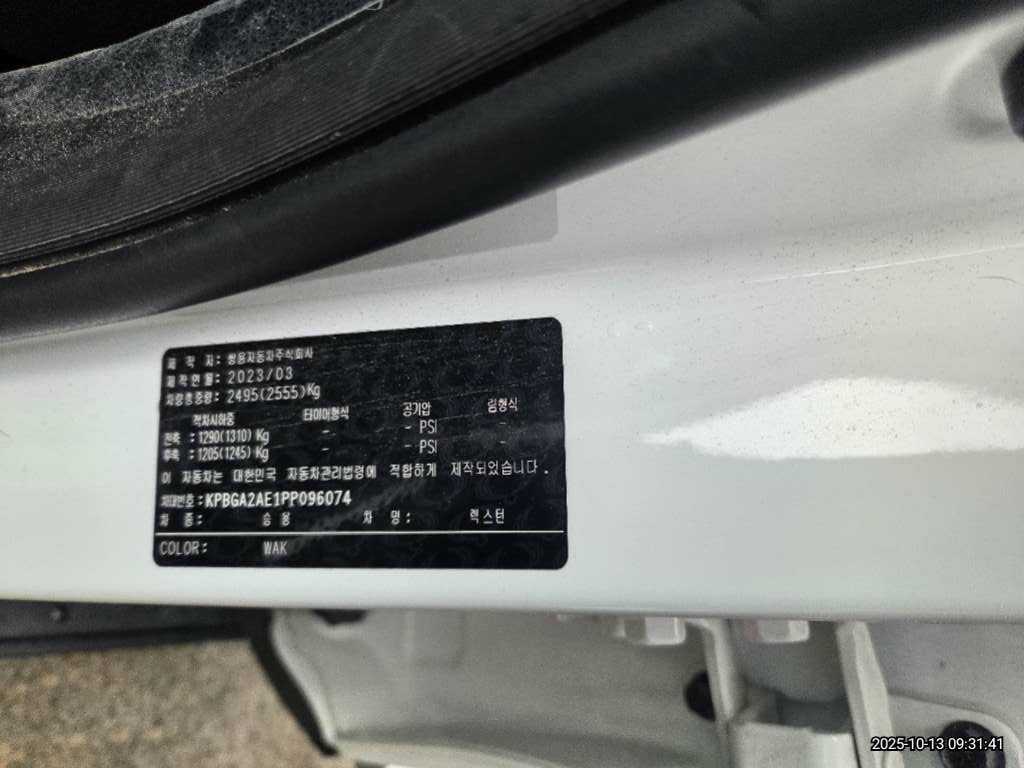 제 작 자: 쌍용자동차주식회사
제작연월: 2023/03
차량총중량: 2495(2555)Kg
적차시하중 타이어형식 공기압 림형식
전축 : 1290(1310) Kg - - PSI -
후축 : 1205(1245) Kg - - PSI -
이 자동차는 대한민국 자동차관리법령에 적합하게 제작되었습니다.
차대번호: KPBGA2AE1PP096074
차 종: 승 용 차 명: 렉스턴
COLOR: WAK
2025-10-13 09:31:41